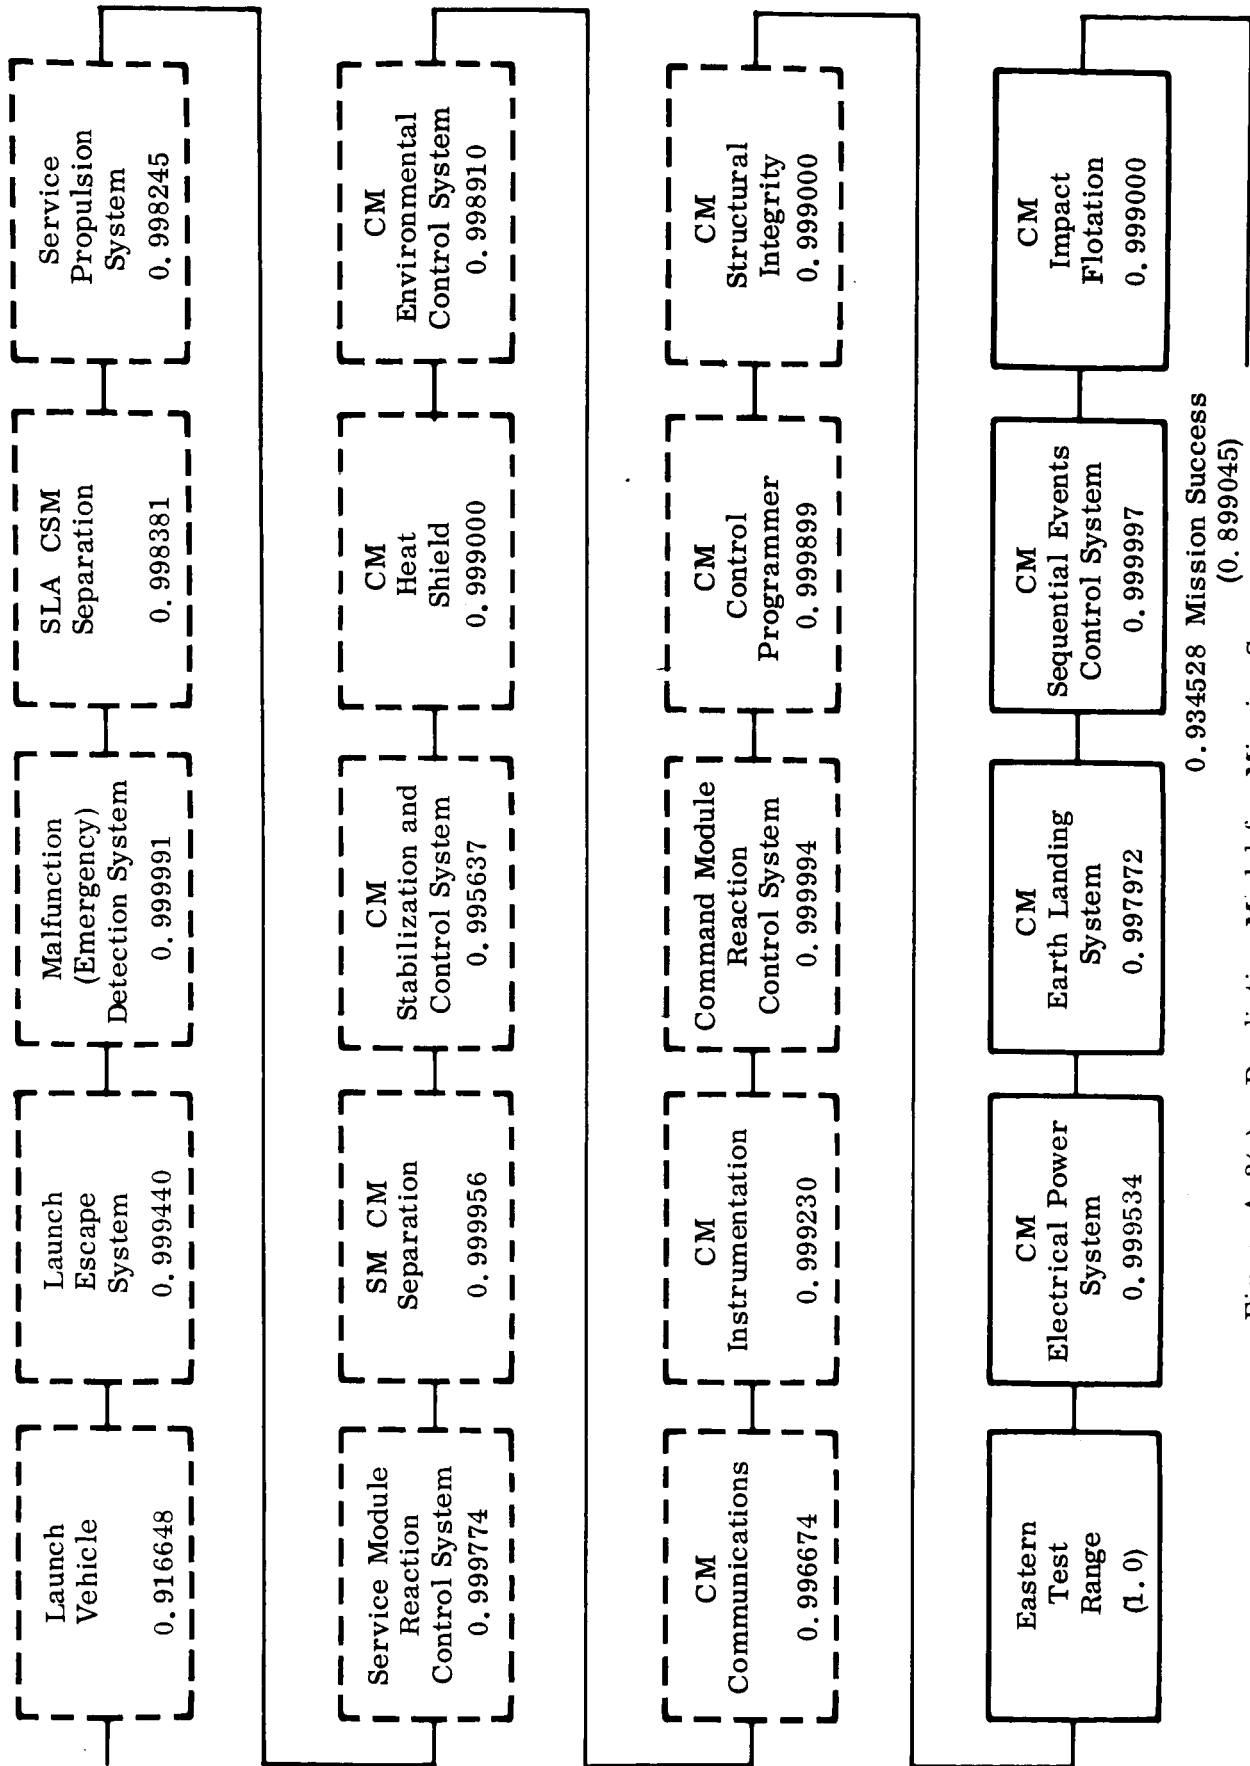 Launch
Vehicle
0.916648
Launch
Escape
System
0.999440
Malfunction
(Emergency)
Detection System
0.999991
SLA CSM
Separation
0.998381
Service
Propulsion
System
0.998245
Service Module
Reaction
Control System
0.999774
SM CM
Separation
0.999956
CM
Stabilization and
Control System
0.995637
CM
Heat
Shield
0.999000
CM
Environmental
Control System
0.998910
CM
Communications
0.996674
CM
Instrumentation
0.999230
Command Module
Reaction
Control System
0.999994
CM
Control
Programmer
0.999899
CM
Structural
Integrity
0.999000
Eastern
Test
Range
(1.0)
CM
Electrical Power
System
0.999534
CM
Earth Landing
System
0.997972
CM
Sequential Events
Control System
0.999997
CM
Impact
Flotation
0.999000
0.934528 Mission Success
(0.899045)